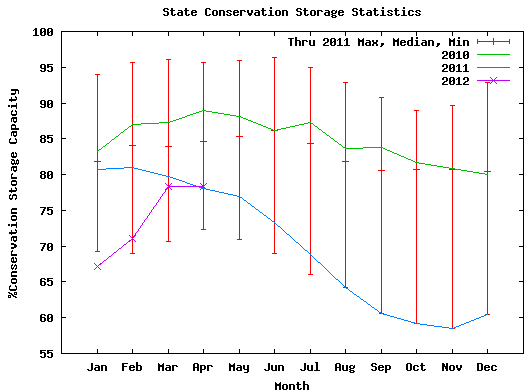 State Conservation Storage Statistics
Thru 2011 Max, Median, Min
2010
2011
2012
100
95
90
85
80
75
70
65
60
55
%Conservation Storage Capacity
Jan Feb Mar Apr May Jun Jul Aug Sep Oct Nov Dec
Month